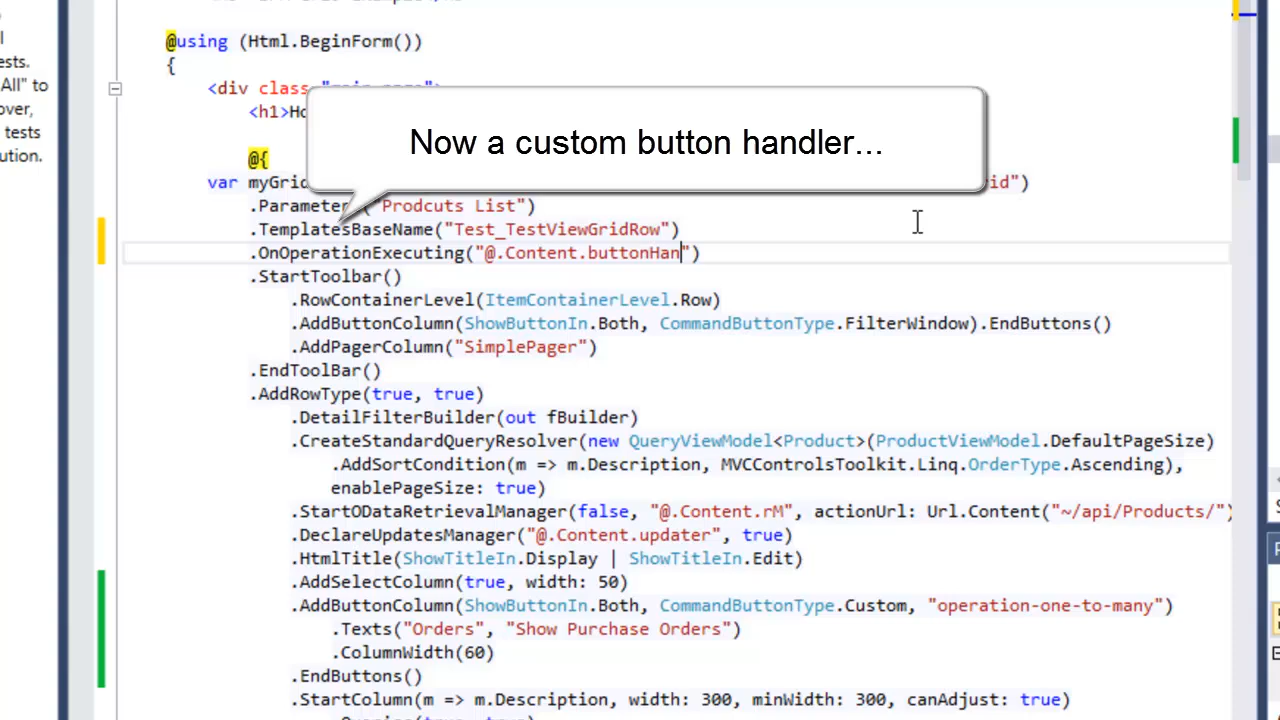 @using (Html.BeginForm())
l
{
ests.
All" to
<div class
over,
<h1>Ho
tests
Now a custom button handler...
ution.
@{
var myGrid
id")
.Parameter ("Prodcuts List")
.TemplatesBaseName("Test_TestViewGridRow")
.OnOperationExecuting("@.Content.buttonHan")
.StartToolbar()
.RowContainerLevel(ItemContainerLevel.Row)
.AddButtonColumn(ShowButtonIn.Both, CommandButtonType.FilterWindow).EndButtons()
.AddPagerColumn("SimplePager")
.EndToolBar()
.AddRowType(true, true)
.DetailFilterBuilder(out fBuilder)
.CreateStandardQueryResolver(new QueryViewModel<Product>(ProductViewModel.DefaultPageSize)
.AddSortCondition(m => m.Description, MVCControlsToolkit.Linq.OrderType.Ascending),
enablePageSize: true)
.StartODataRetrievalManager(false, "@.Content.rM", actionUrl: Url.Content("~/api/Products/")
.DeclareUpdatesManager("@.Content.updater", true)
.HtmlTitle(ShowTitleIn.Display | ShowTitleIn.Edit)
.AddSelectColumn(true, width: 50)
.AddButtonColumn(ShowButtonIn.Both, CommandButtonType.Custom, "operation-one-to-many")
.Texts("Orders", "Show Purchase Orders")
.ColumnWidth(60)
.EndButtons()
.StartColumn(m => m.Description, width: 300, minWidth: 300, canAdjust: true)